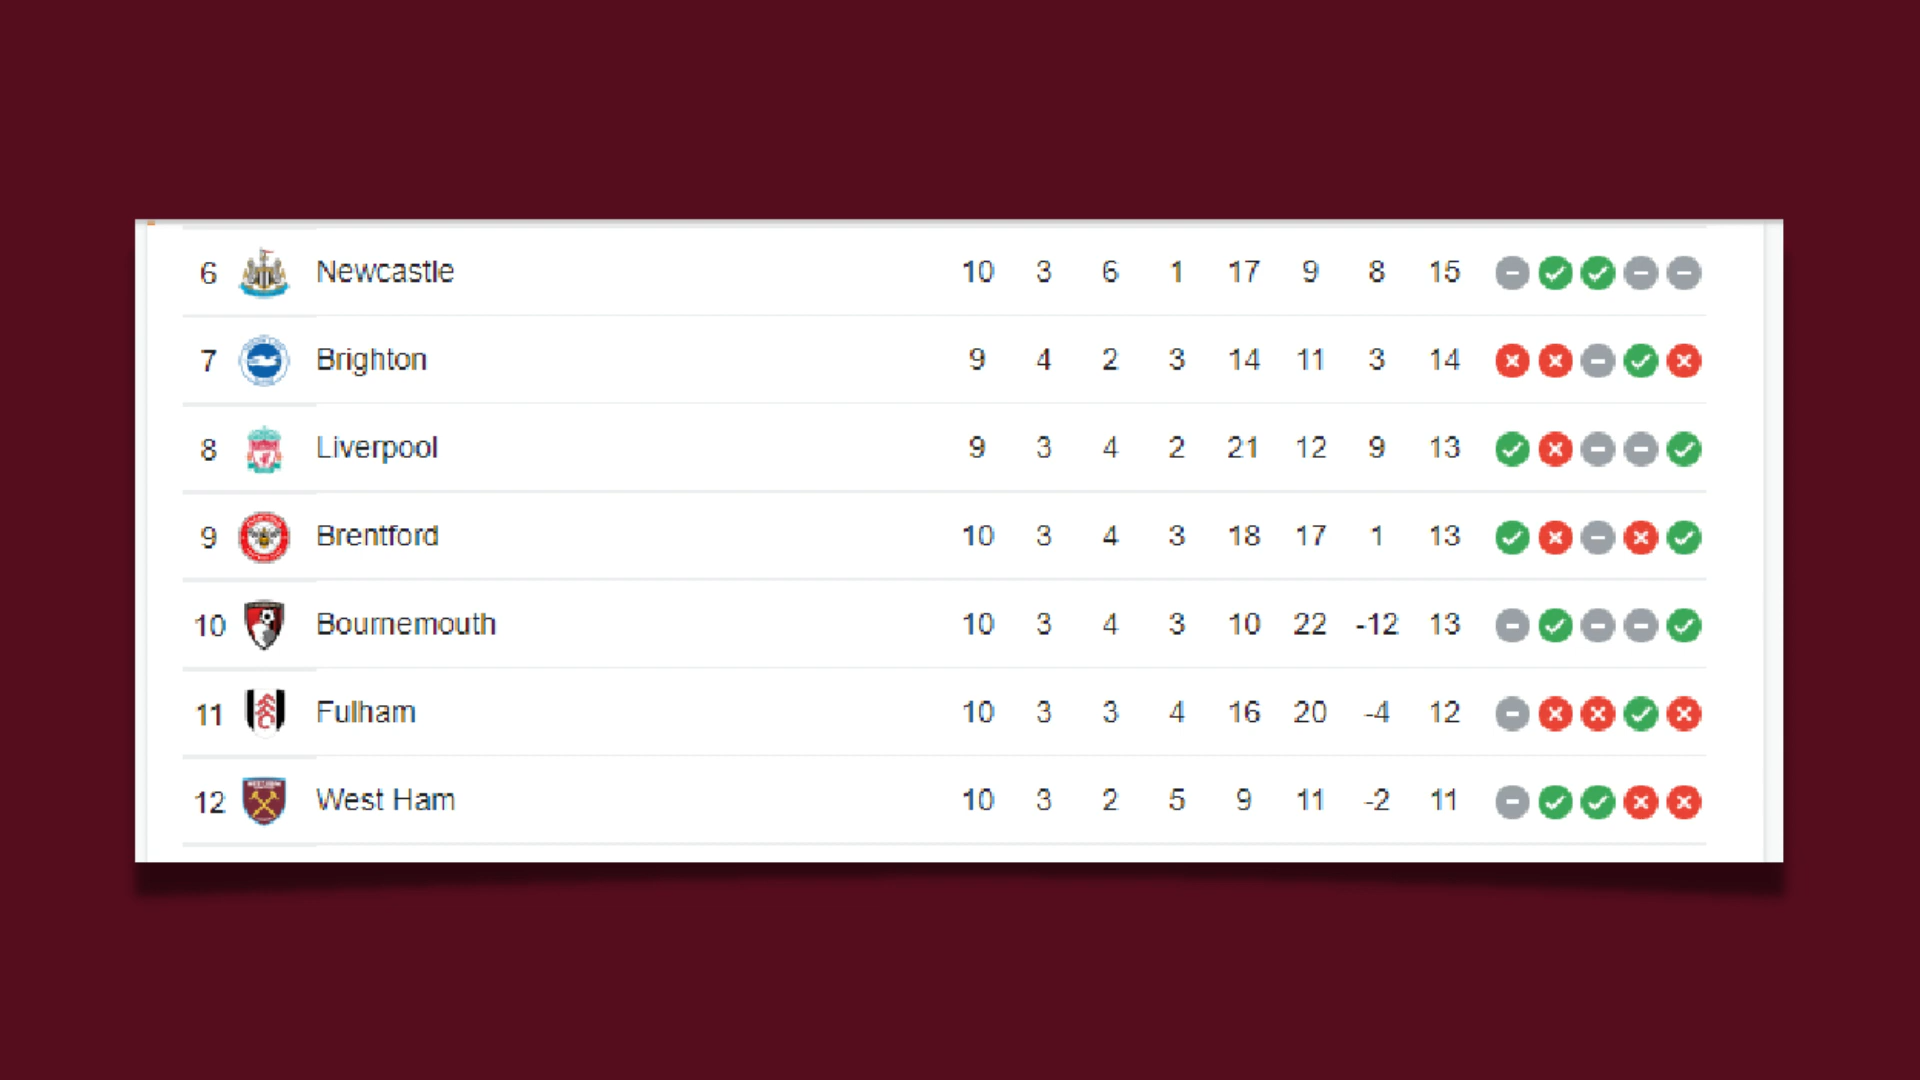 6 Newcastle 10 3 6 1 17 9 8 15
7 Brighton 9 4 2 3 14 11 3 14
8 Liverpool 9 3 4 2 21 12 9 13
9 Brentford 10 3 4 3 18 17 1 13
10 Bournemouth 10 3 4 3 10 22 -12 13
11 Fulham 10 3 3 4 16 20 -4 12
12 West Ham 10 3 2 5 9 11 -2 11